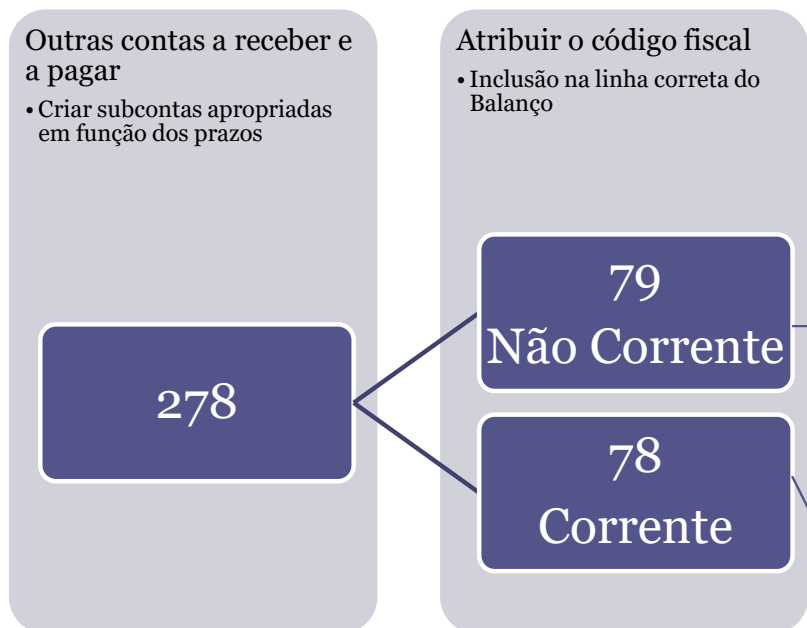 Outras contas a receber e
a pagar
• Criar subcontas apropriadas
em função dos prazos
278
Atribuir o código fiscal
• Inclusão na linha correta do
Balanço
79
Não Corrente
78
Corrente